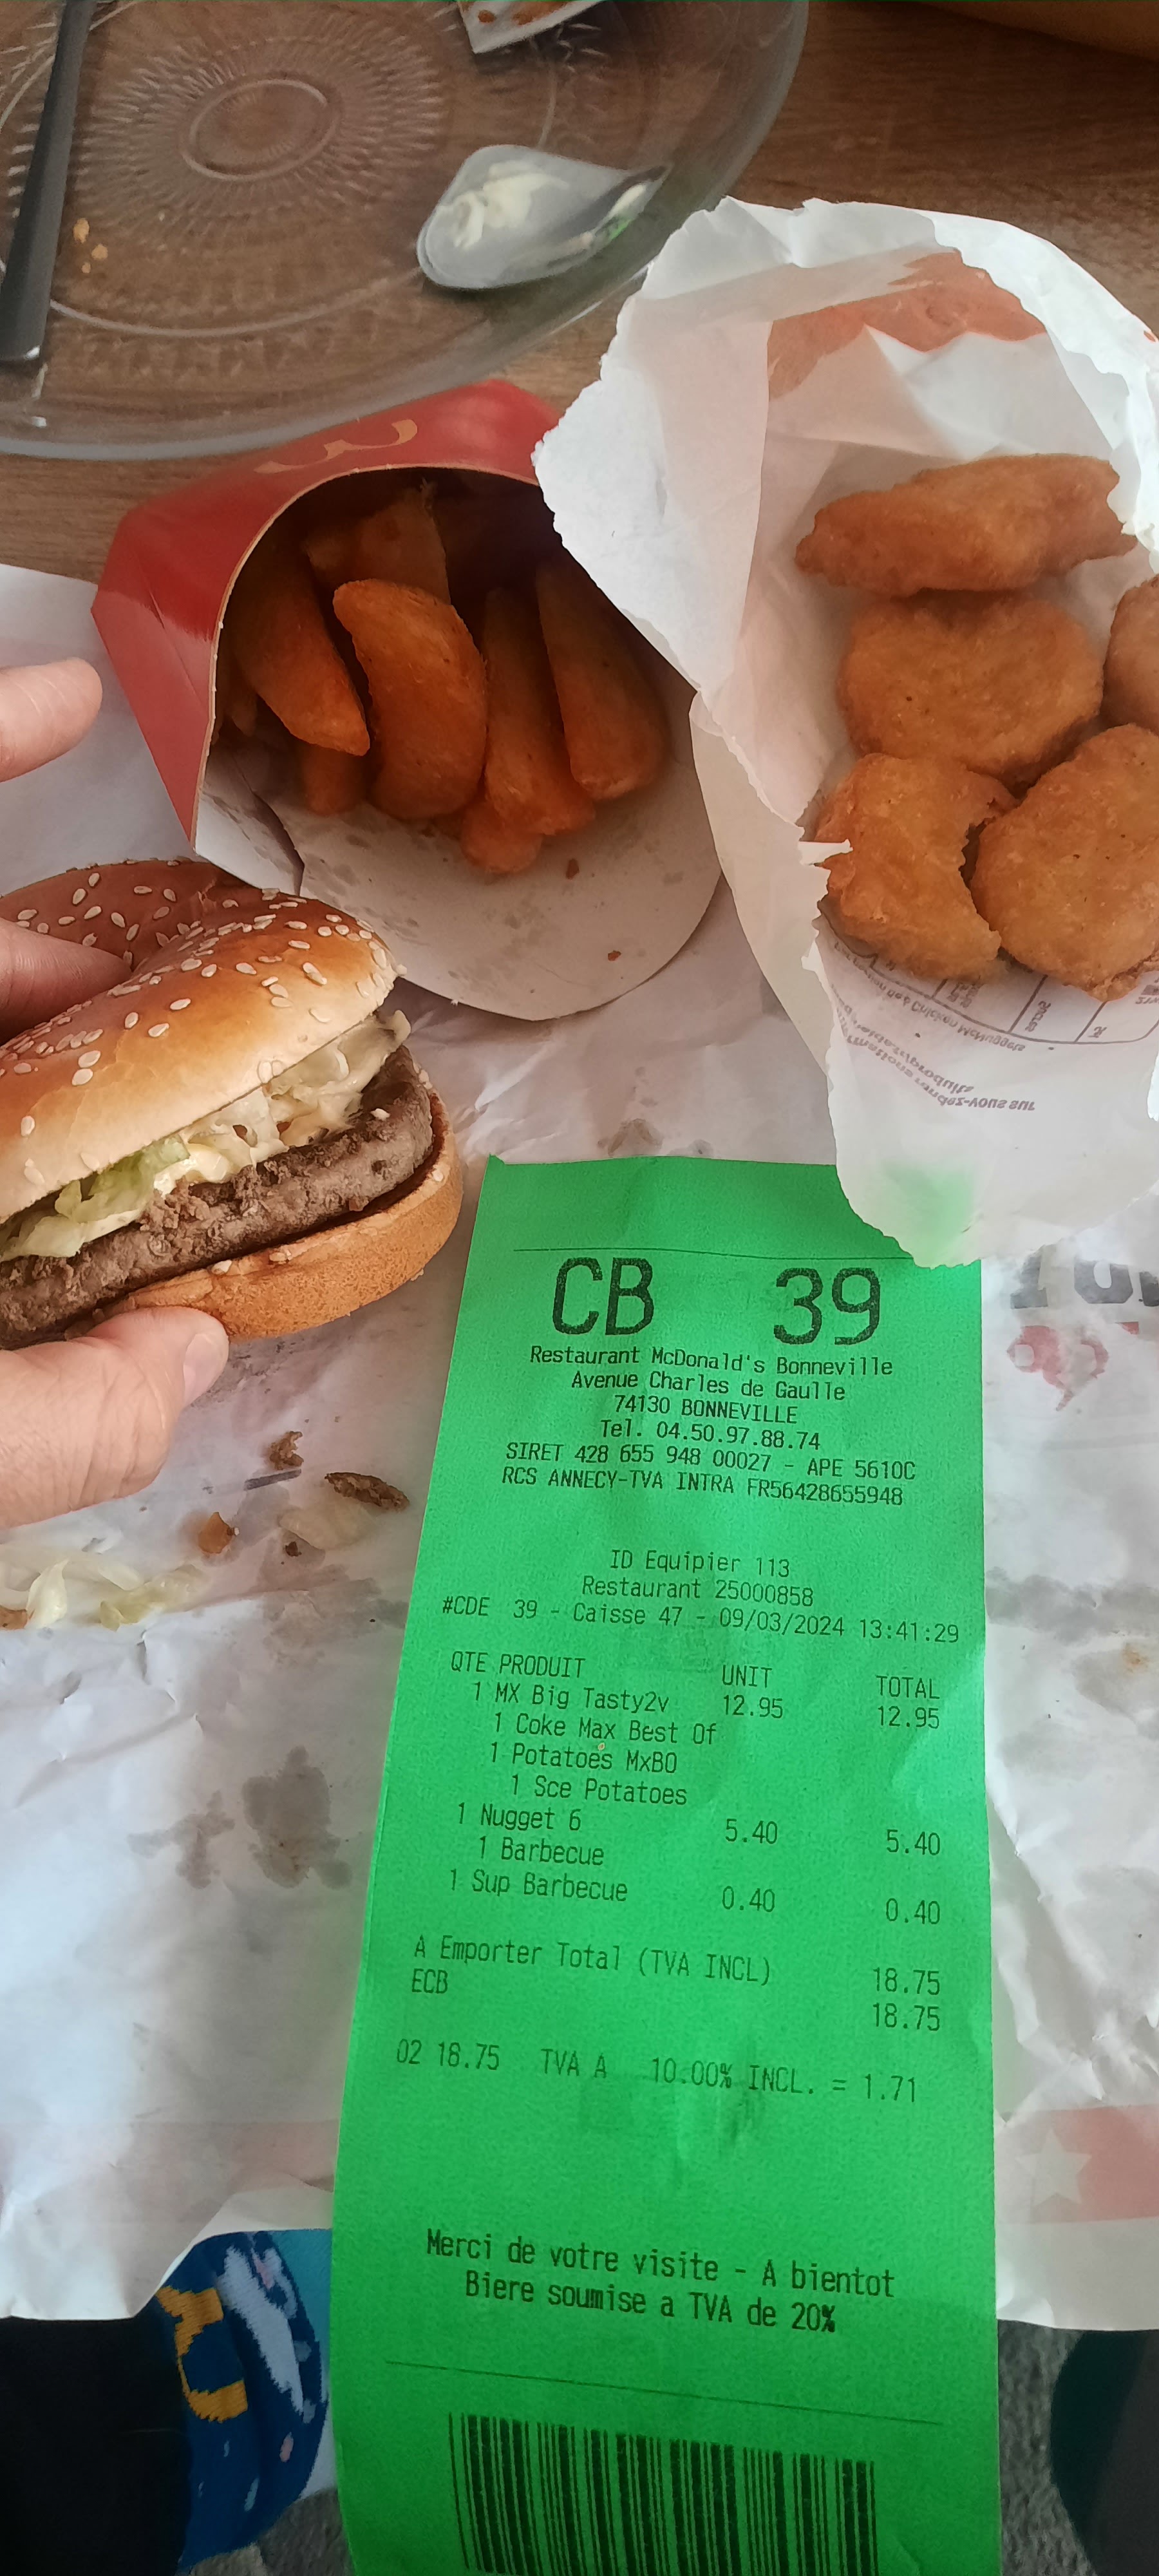 CB 39
Restaurant McDonald's Bonneville
Avenue Charles de Gaulle
74130 BONNEVILLE
Tel. 04.50.97.88.74
SIRET 428 655 948 00027 - APE 5610C
RCS ANNECY-TVA INTRA FR56428655948
ID Equipier 113
Restaurant 25000858
#CDE 39 - Caisse 47 - 09/03/2024 13:41:29
QTE PRODUIT UNIT TOTAL
1 MX Big Tasty2v 12.95 12.95
1 Coke Max Best Of
1 Potatoes MxBO
1 Sce Potatoes
1 Nugget 6 5.40 5.40
1 Barbecue
1 Sup Barbecue 0.40 0.40
A Emporter Total (TVA INCL) 18.75
ECB 18.75
02 18.75 TVA A 10.00% INCL. = 1.71
Merci de votre visite - A bientot
Biere soumise a TVA de 20%